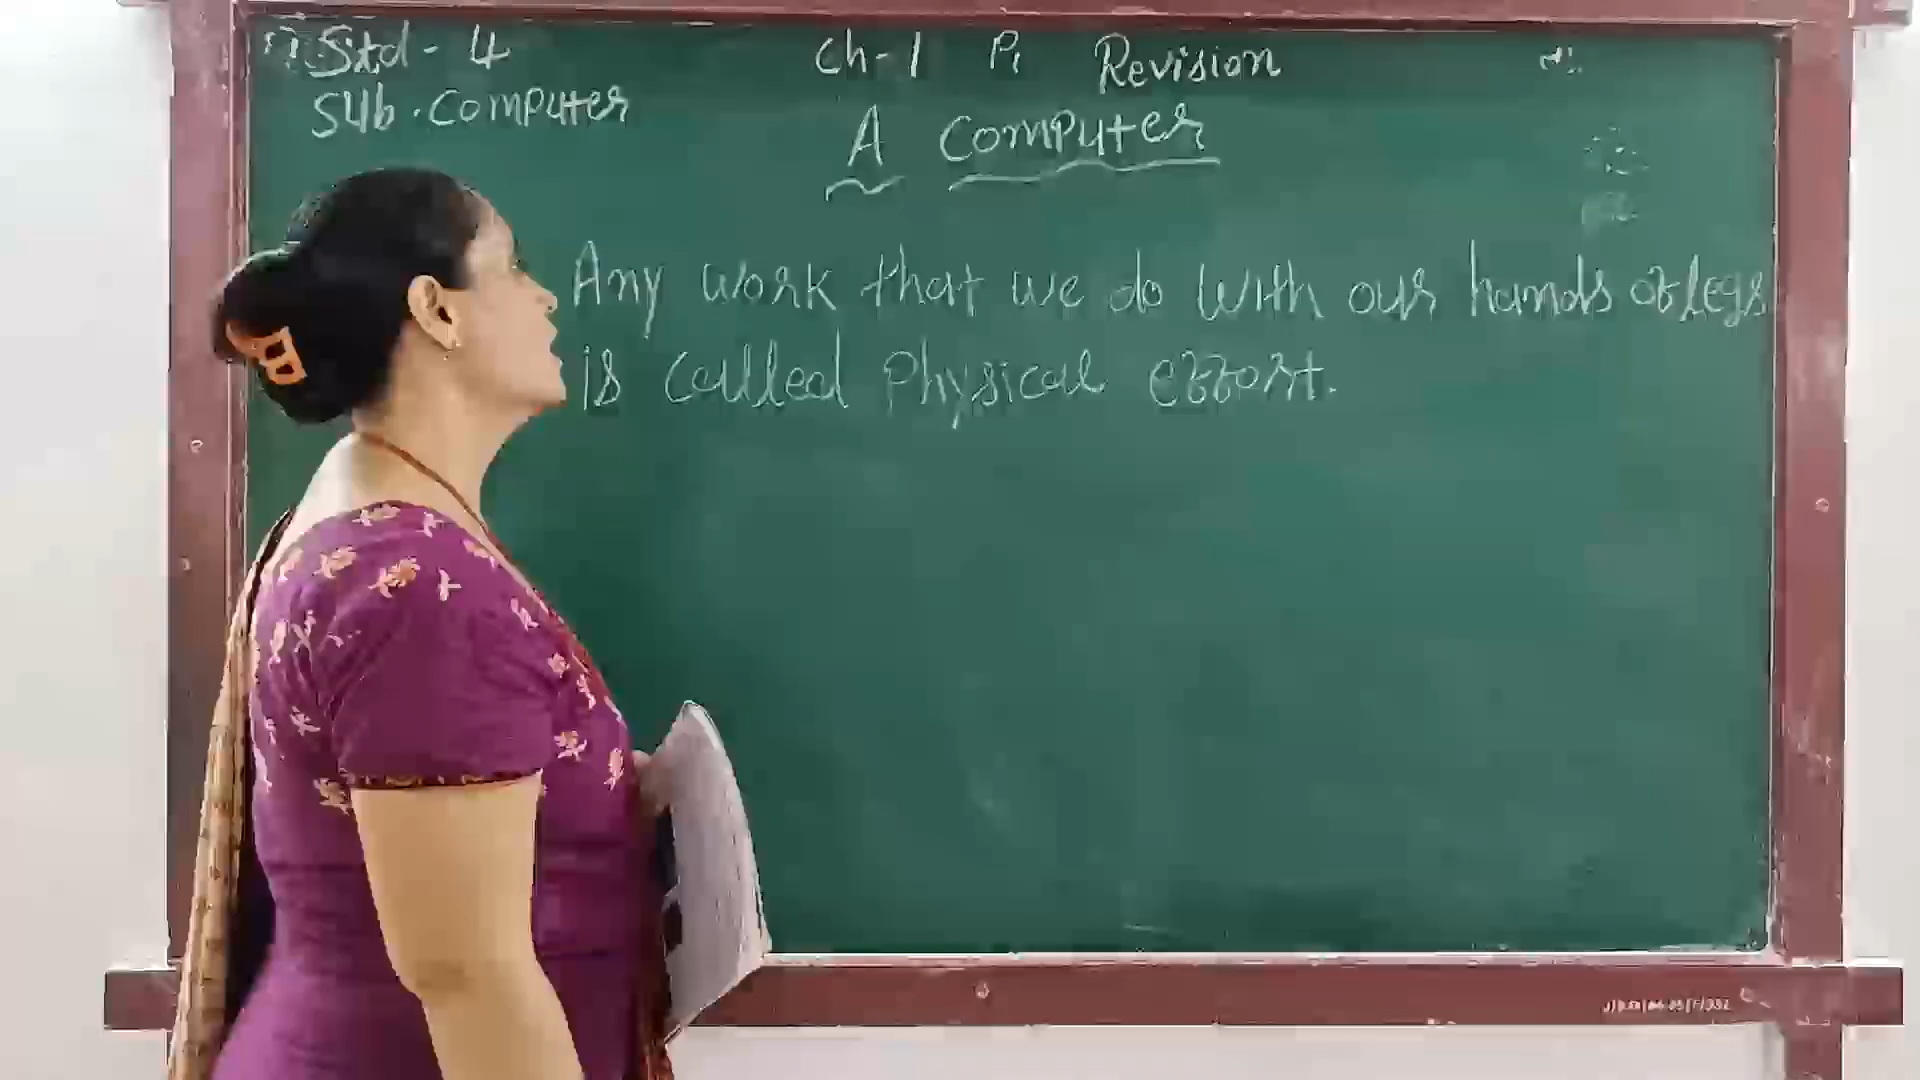 Std - 4
Sub. Computer
Ch-1 P1 Revision
A Computer
Any work that we do with our hands or legs
is called physical effort.